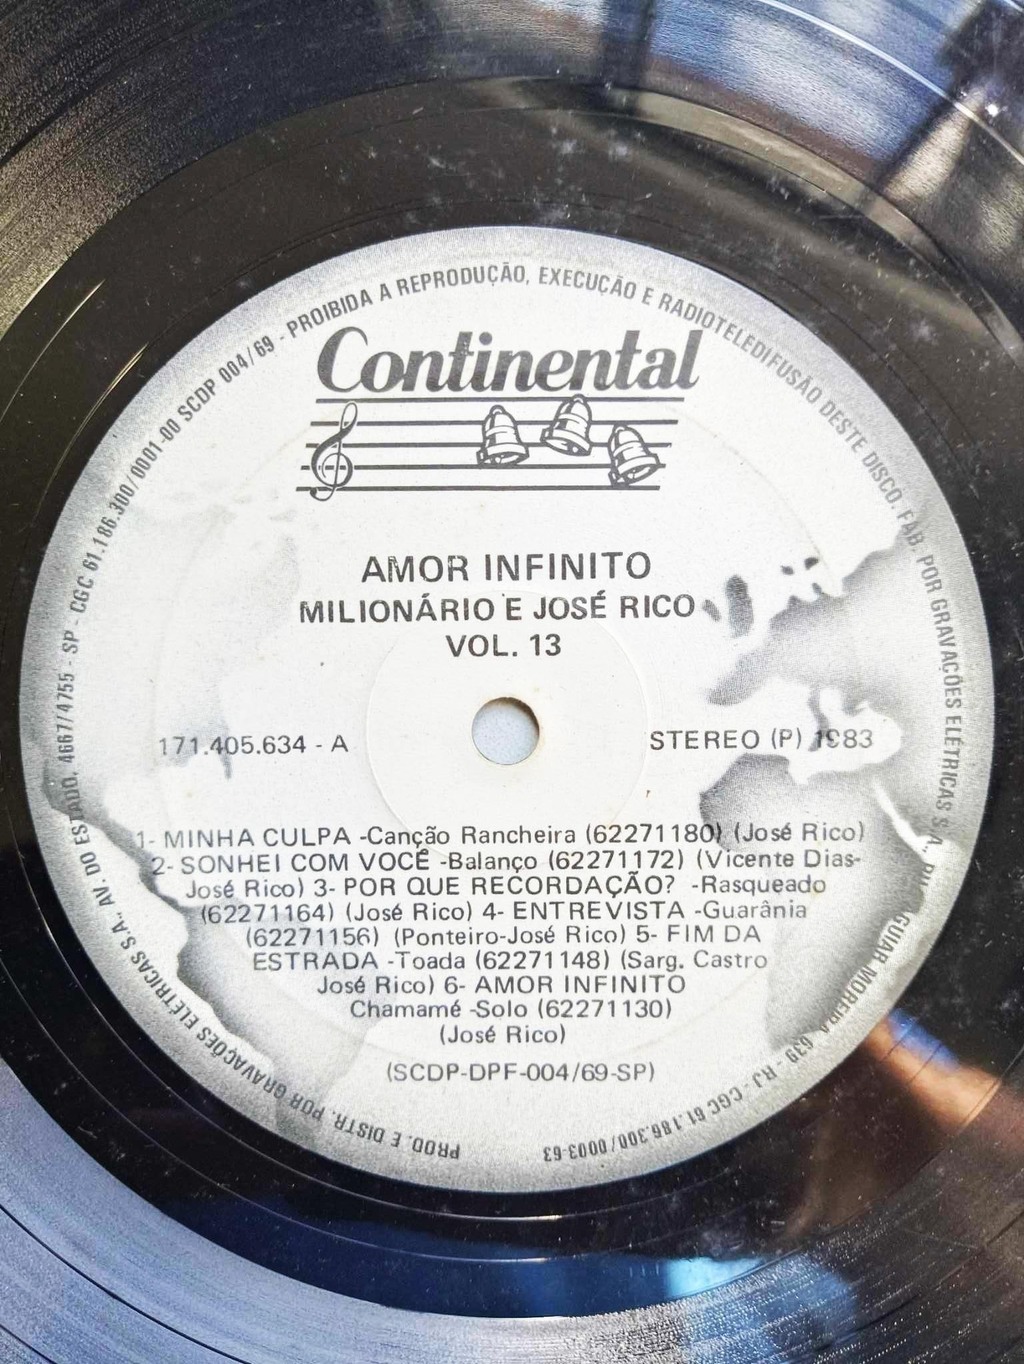 PROD. E DISTR. POR GRAVAÇÕES ELÉTRICAS S.A., AV. DO ESTADO, 4667/4755 - SP - CGC 61.186.300/0001-00 SCDP 004/69 - PROIBIDA A REPRODUÇÃO, EXECUÇÃO E RADIOTELEDIFUSÃO DESTE DISCO. FAB. POR GRAVAÇÕES ELÉTRICAS S.A., AGUIAR MOREIRA, 639 - RJ - CGC 61.186.300/0003-63
Continental
AMOR INFINITO
MILIONÁRIO E JOSÉ RICO
VOL. 13
171.405.634 - A
STEREO (P) 1983
1- MINHA CULPA -Canção Rancheira (62271180) (José Rico)
2- SONHEI COM VOCÊ -Balanço (62271172) (Vicente Dias-
José Rico) 3- POR QUE RECORDAÇÃO? -Rasqueado
(62271164) (José Rico) 4- ENTREVISTA -Guarânia
(62271156) (Ponteiro-José Rico) 5- FIM DA
ESTRADA -Toada (62271148) (Sarg. Castro
José Rico) 6- AMOR INFINITO
Chamamé -Solo (62271130)
(José Rico)
(SCDP-DPF-004/69-SP)